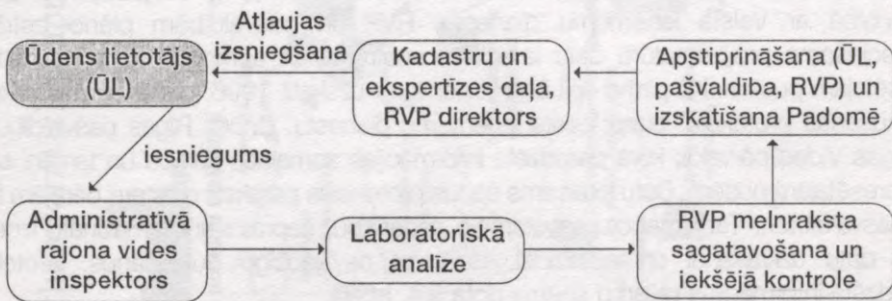 Atļaujas
izsniegšana
Ūdens lietotājs
(ŪL)
Kadastru un
ekspertīzes daļa,
RVP direktors
Apstiprināšana (ŪL,
pašvaldība, RVP) un
izskatīšana Padomē
iesniegums
Administratīvā
rajona vides
inspektors
Laboratoriskā
analīze
RVP melnraksta
sagatavošana un
iekšējā kontrole